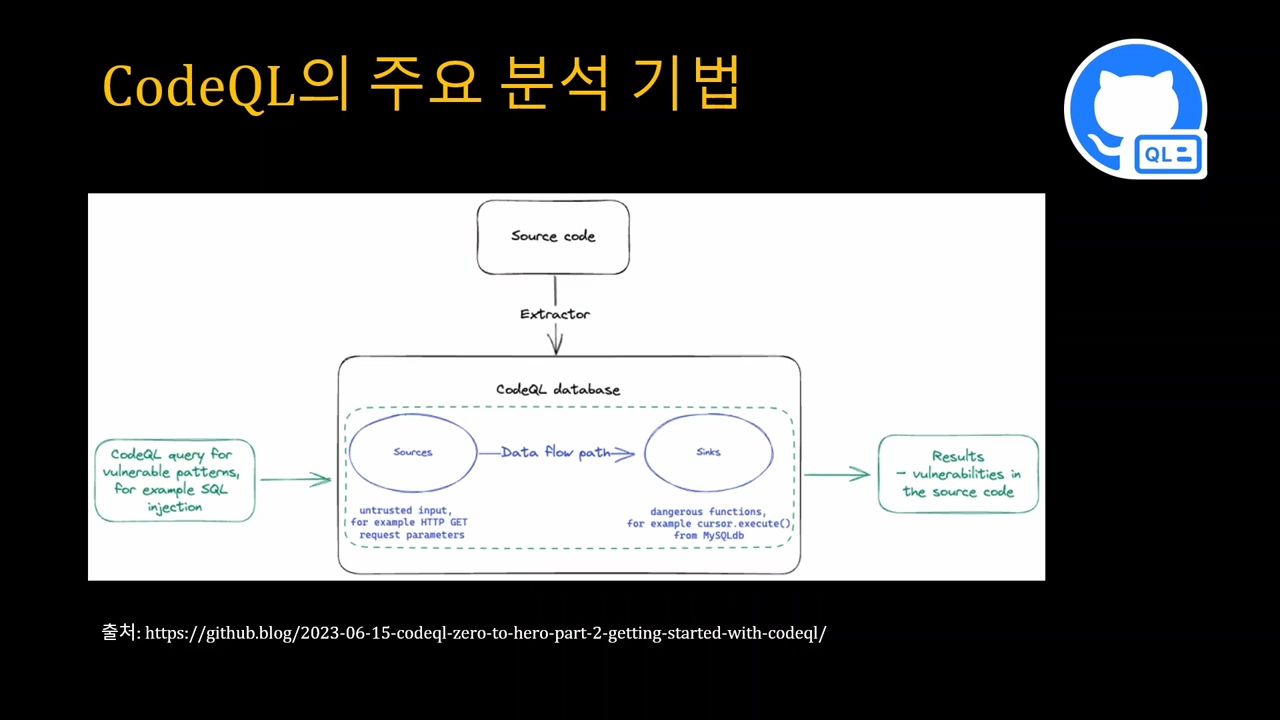 CodeQL의 주요 분석 기법
QL
Source code
Extractor
CodeQL database
CodeQL query for
vulnerable patterns,
for example SQL
injection
Sources
Data flow path
Sinks
untrusted input,
for example HTTP GET
request parameters
dangerous functions,
for example cursor.execute()
from MySQLdb
Results
- vulnerabilities in
the source code
출처: https://github.blog/2023-06-15-codeql-zero-to-hero-part-2-getting-started-with-codeql/